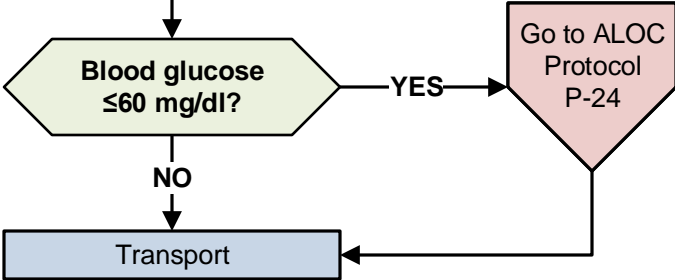 Blood glucose
≤60 mg/dl?
YES
Go to ALOC
Protocol
P-24
NO
Transport